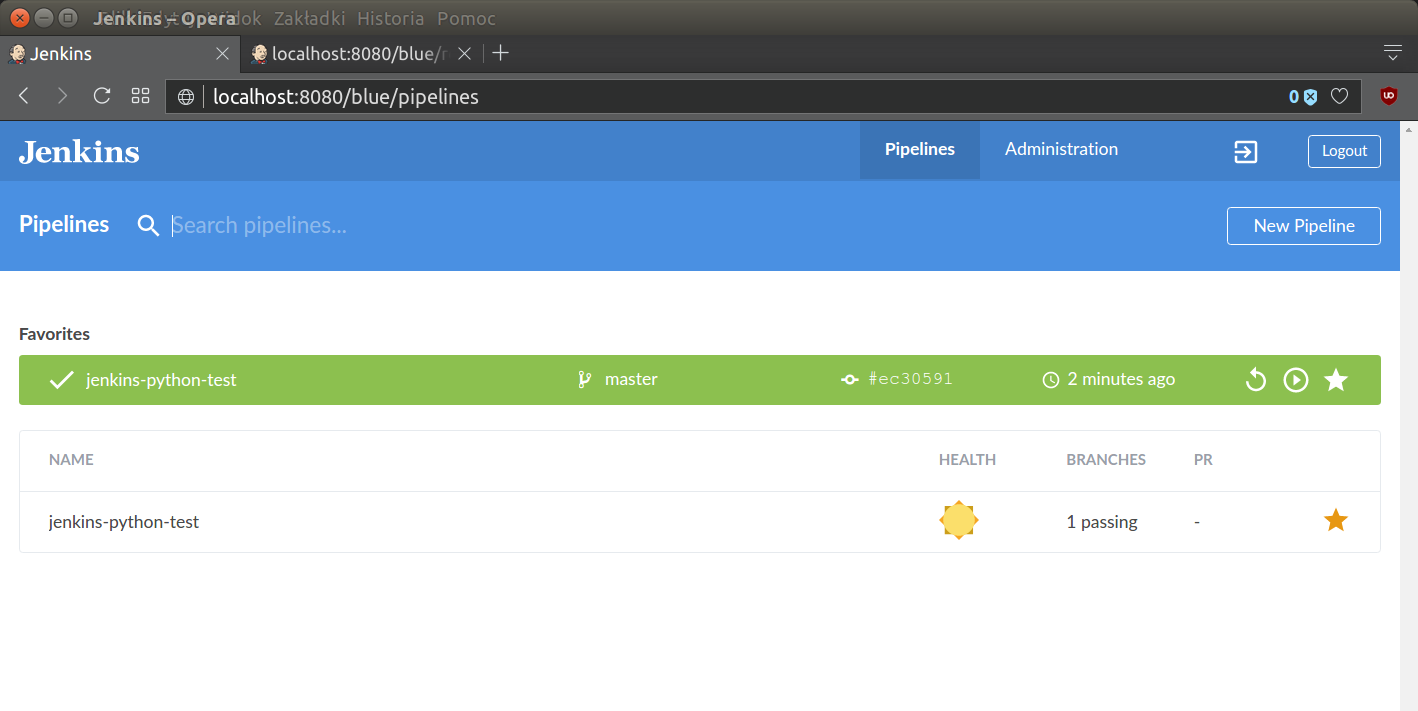 Jenkins – Opera Zakładki Historia Pomoc
Jenkins localhost:8080/blue/
localhost:8080/blue/pipelines 0
Jenkins Pipelines Administration Logout
Pipelines Search pipelines... New Pipeline
Favorites
jenkins-python-test master #ec30591 2 minutes ago
NAME HEALTH BRANCHES PR
jenkins-python-test 1 passing -